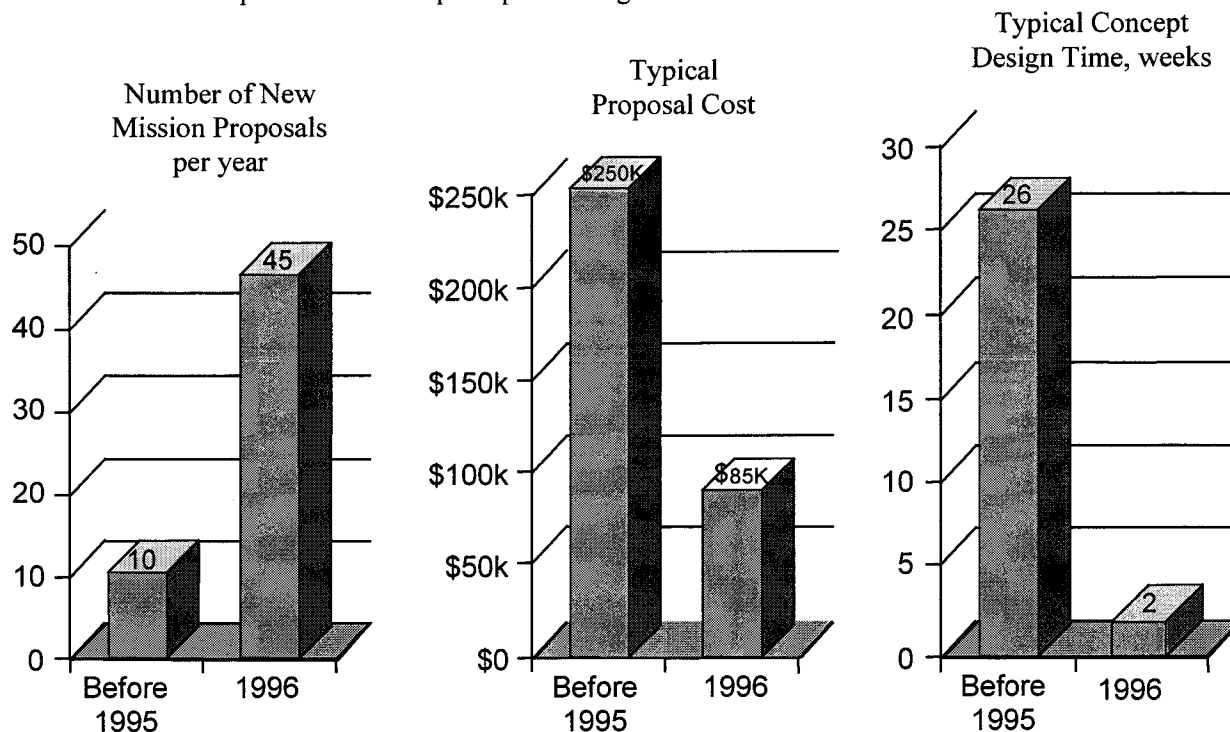 Number of New
Mission Proposals
per year
50
40
30
20
10
0
10
45
Before
1995
1996
Typical
Proposal Cost
$250k
$200k
$150k
$100k
$50k
$0
$250K
$85K
Before
1995
1996
Typical Concept
Design Time, weeks
30
25
20
15
10
5
0
26
2
Before
1995
1996